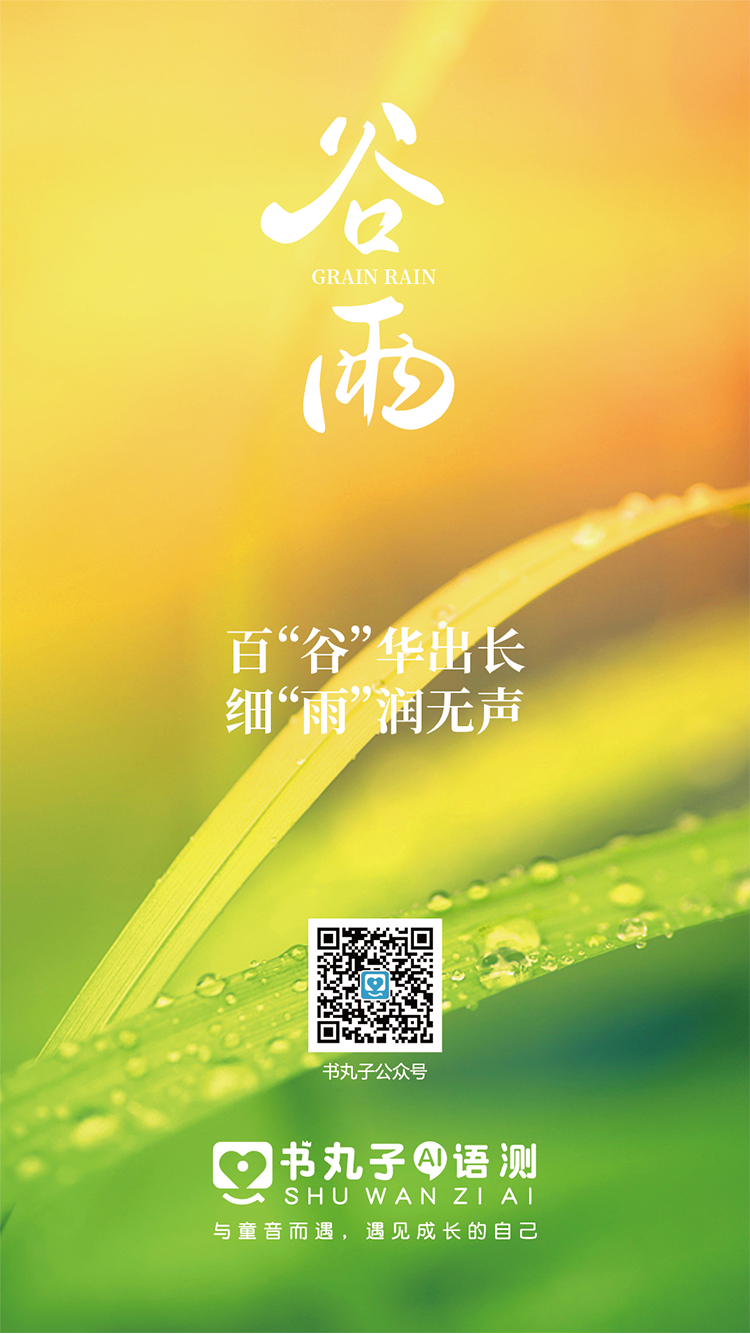 谷
GRAIN RAIN
雨
百“谷”华出长
细“雨”润无声
书丸子公众号
书丸子AI语测
SHU WAN ZI AI
与童音而遇，遇见成长的自己